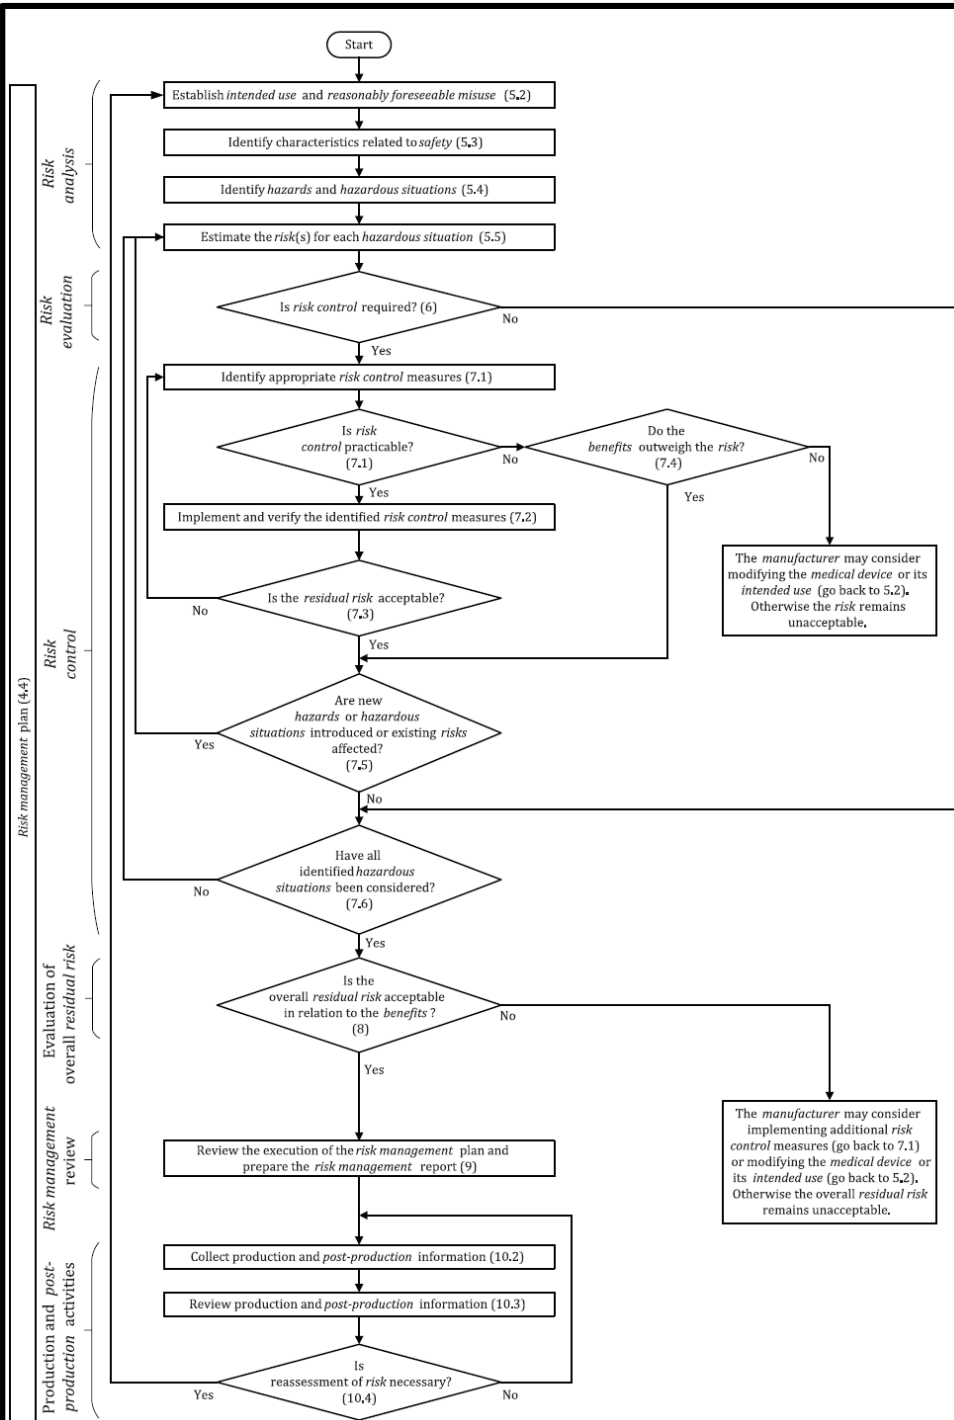 Start
Establish intended use and reasonably foreseeable misuse (5.2)
Identify characteristics related to safety (5.3)
Identify hazards and hazardous situations (5.4)
Estimate the risk(s) for each hazardous situation (5.5)
Risk
analysis
Is risk control required? (6)
No
Yes
Risk
evaluation
Identify appropriate risk control measures (7.1)
Is risk
control practicable?
(7.1)
No
Yes
Do the
benefits outweigh the risk?
(7.4)
No
Yes
Implement and verify the identified risk control measures (7.2)
The manufacturer may consider
modifying the medical device or its
intended use (go back to 5.2).
Otherwise the risk remains
unacceptable.
Is the residual risk acceptable?
(7.3)
No
Yes
Risk
control
Are new
hazards or hazardous
situations introduced or existing risks
affected?
(7.5)
Yes
No
Risk management plan (4.4)
Have all
identified hazardous
situations been considered?
(7.6)
No
Yes
Is the
overall residual risk acceptable
in relation to the benefits ?
(8)
No
Yes
Evaluation of
overall residual risk
The manufacturer may consider
implementing additional risk
control measures (go back to 7.1)
or modifying the medical device or
its intended use (go back to 5.2).
Otherwise the overall residual risk
remains unacceptable.
Review the execution of the risk management plan and
prepare the risk management report (9)
Risk management
review
Collect production and post-production information (10.2)
Review production and post-production information (10.3)
Is
reassessment of risk necessary?
(10.4)
Yes
No
Production and post-
production activities